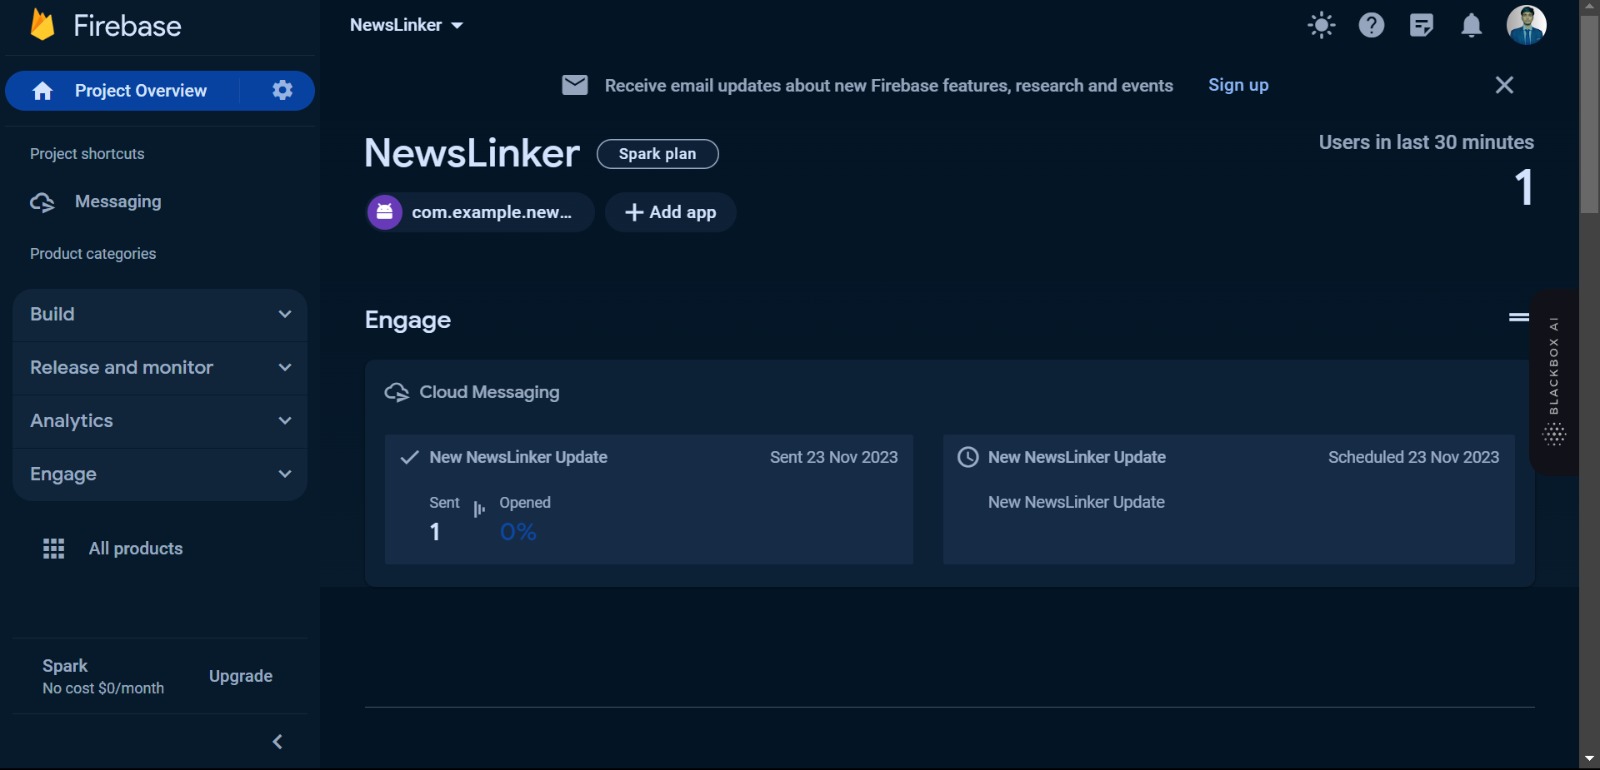 Firebase
NewsLinker
Project Overview
Receive email updates about new Firebase features, research and events Sign up
Project shortcuts
Messaging
Product categories
Build
Release and monitor
Analytics
Engage
All products
Spark
No cost $0/month
Upgrade
NewsLinker Spark plan
com.example.new...
Add app
Users in last 30 minutes
1
Engage
Cloud Messaging
New NewsLinker Update Sent 23 Nov 2023
Sent Opened
1 0%
New NewsLinker Update Scheduled 23 Nov 2023
New NewsLinker Update
BLACKBOX AI